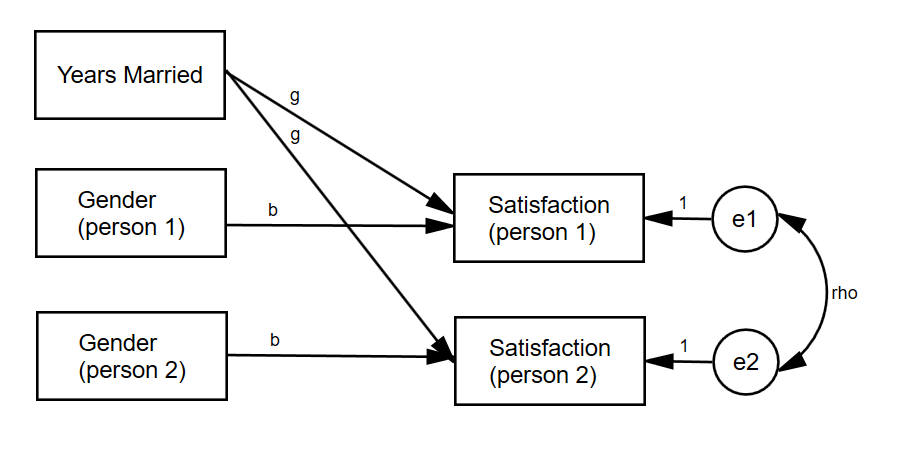 Years Married
g
g
Gender
(person 1)
b
Satisfaction
(person 1)
1
e1
rho
Gender
(person 2)
b
Satisfaction
(person 2)
1
e2